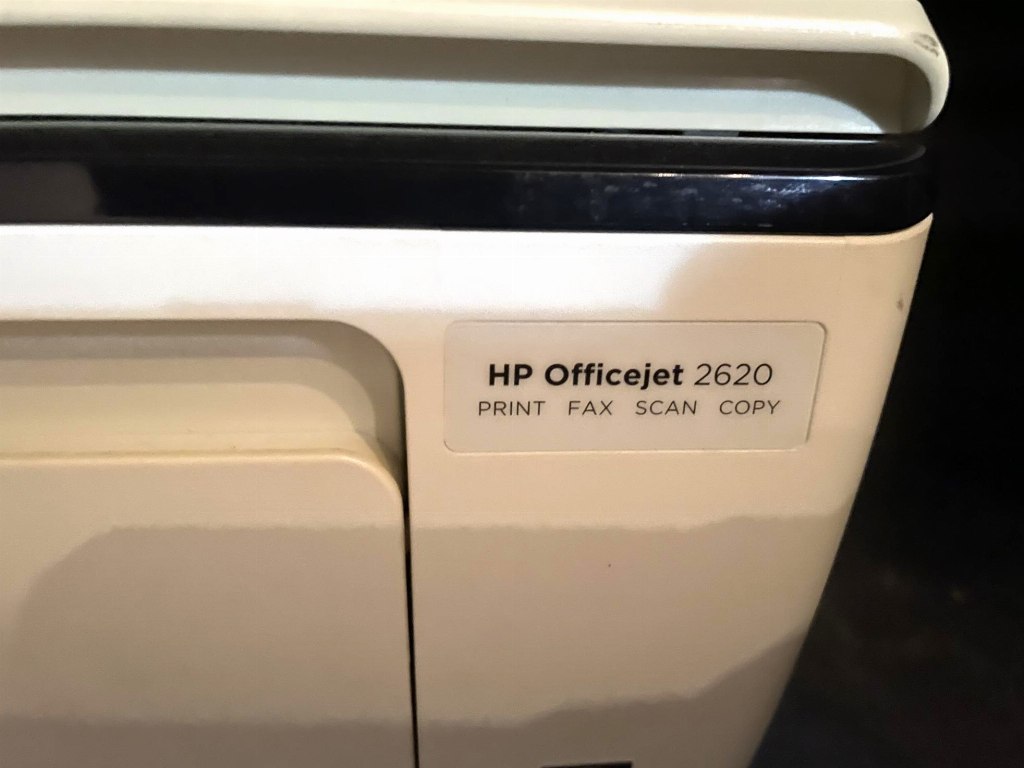 HP Officejet 2620
PRINT FAX SCAN COPY